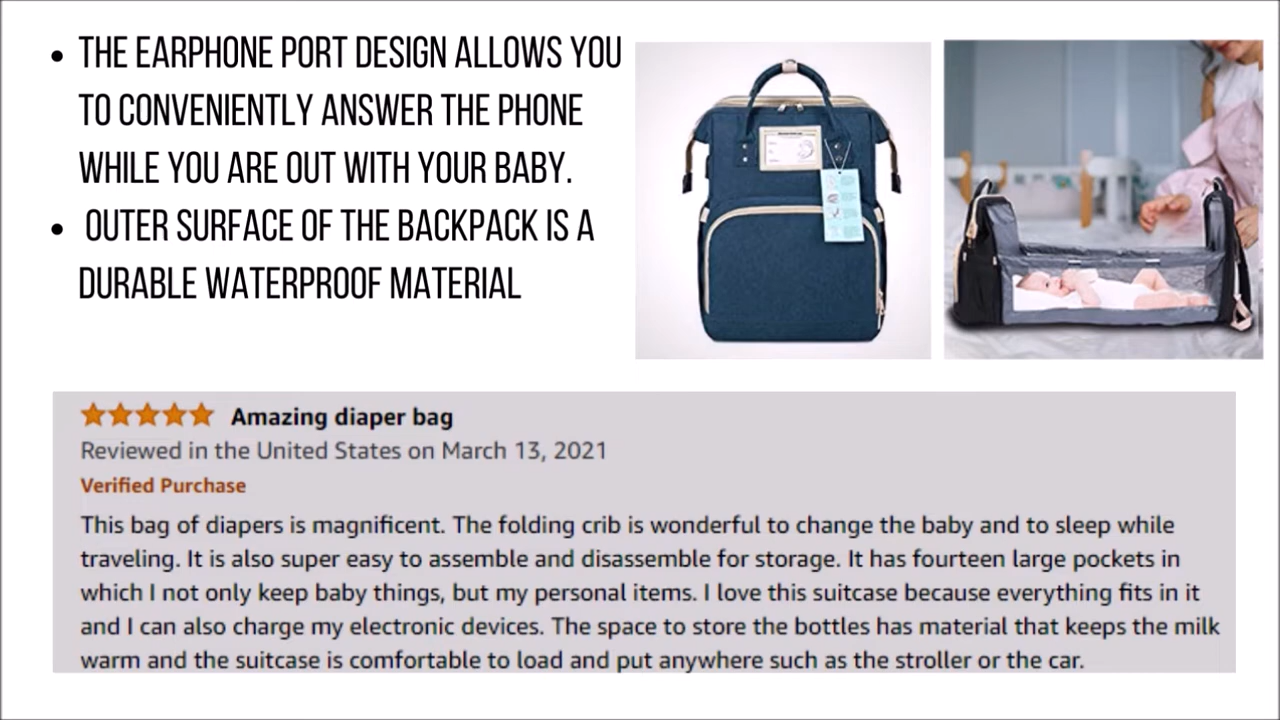 THE EARPHONE PORT DESIGN ALLOWS YOU
TO CONVENIENTLY ANSWER THE PHONE
WHILE YOU ARE OUT WITH YOUR BABY.
OUTER SURFACE OF THE BACKPACK IS A
DURABLE WATERPROOF MATERIAL
Amazing diaper bag
Reviewed in the United States on March 13, 2021
Verified Purchase
This bag of diapers is magnificent. The folding crib is wonderful to change the baby and to sleep while
traveling. It is also super easy to assemble and disassemble for storage. It has fourteen large pockets in
which I not only keep baby things, but my personal items. I love this suitcase because everything fits in it
and I can also charge my electronic devices. The space to store the bottles has material that keeps the milk
warm and the suitcase is comfortable to load and put anywhere such as the stroller or the car.